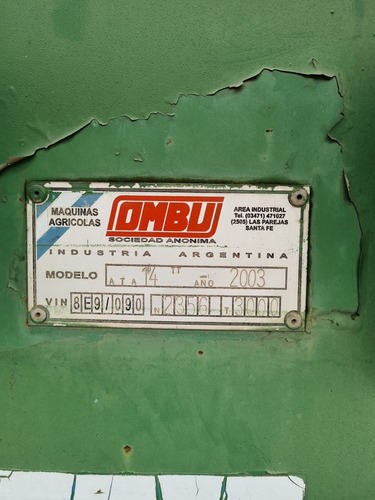 MAQUINAS
AGRICOLAS
OMBU
SOCIEDAD ANONIMA
AREA INDUSTRIAL
Tel. (03471) 471027
(2505) LAS PAREJAS
SANTA FE
INDUSTRIA ARGENTINA
MODELO ATA 14 TT AÑO 2003
VIN 8E9/090 N 2356 T 3000